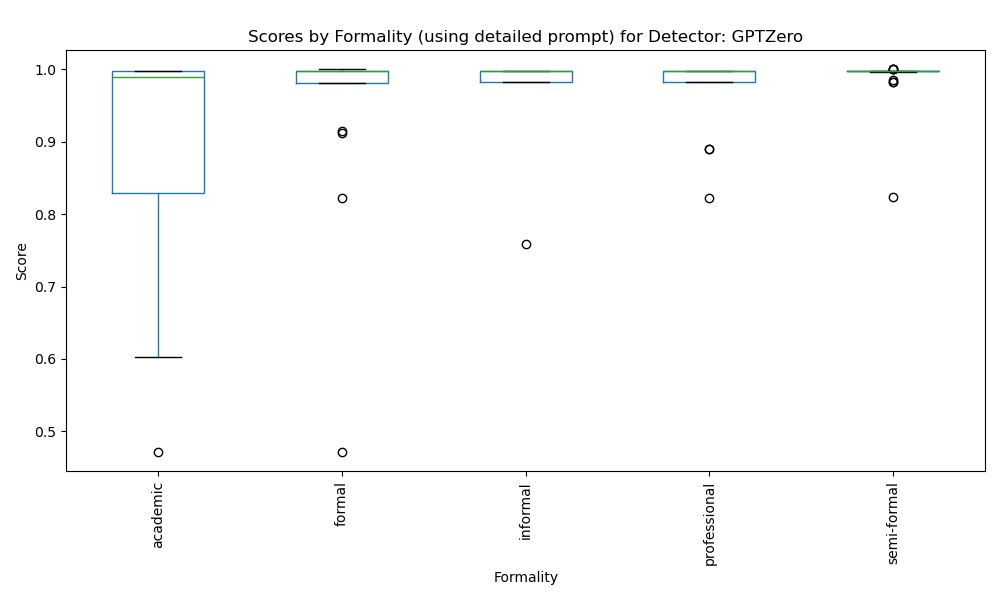 Scores by Formality (using detailed prompt) for Detector: GPTZero
1.0
0.9
0.8
0.7
0.6
0.5
Score
academic
formal
informal
professional
semi-formal
Formality